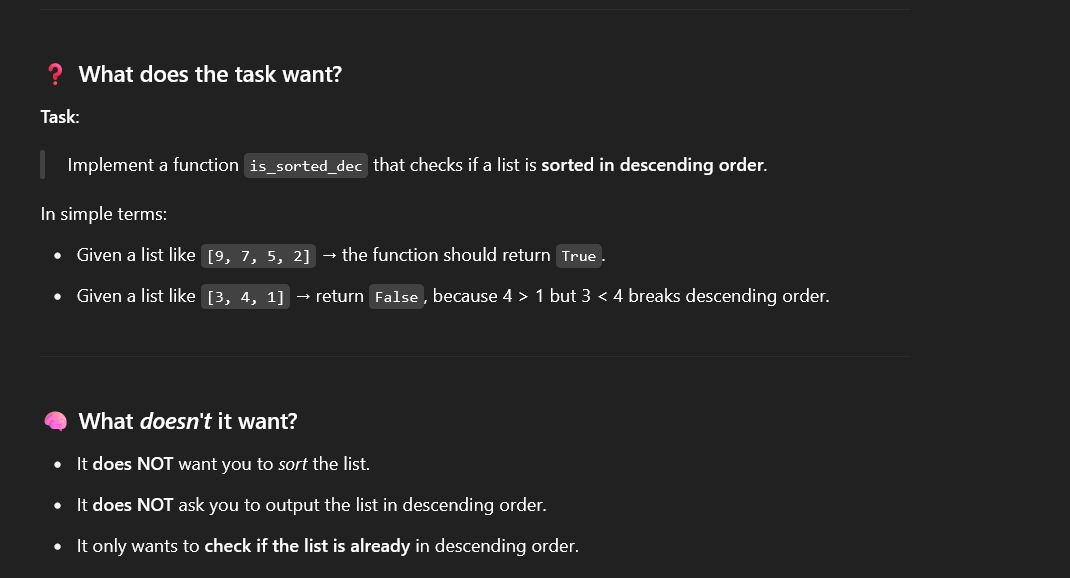 ❓ What does the task want?
Task:
Implement a function is_sorted_dec that checks if a list is sorted in descending order.
In simple terms:
• Given a list like [9, 7, 5, 2] → the function should return True.
• Given a list like [3, 4, 1] → return False, because 4 > 1 but 3 < 4 breaks descending order.
🧠 What doesn't it want?
• It does NOT want you to sort the list.
• It does NOT ask you to output the list in descending order.
• It only wants to check if the list is already in descending order.